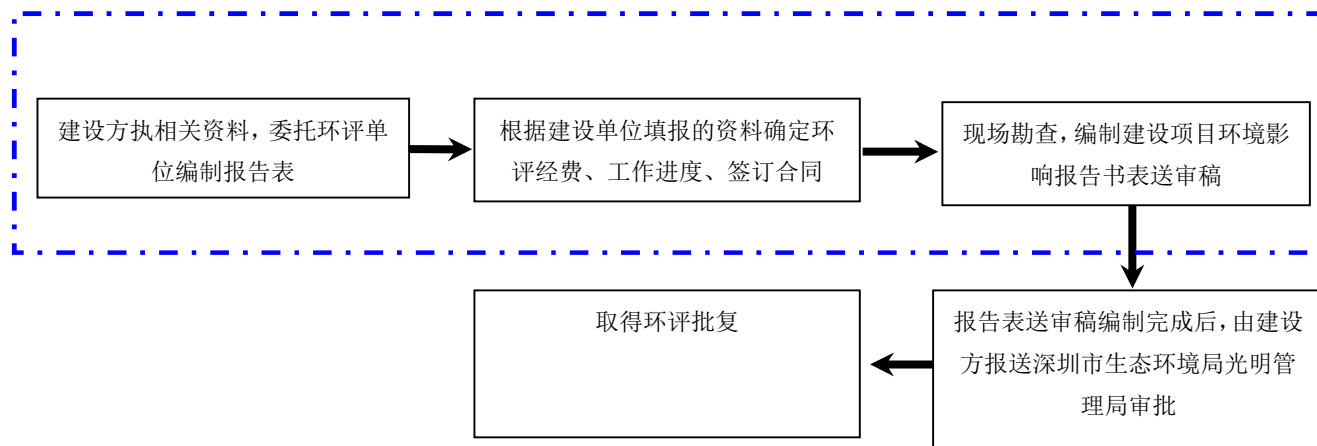 建设方执相关资料，委托环评单
位编制报告表
根据建设单位填报的资料确定环
评经费、工作进度、签订合同
现场勘查，编制建设项目环境影
响报告书表送审稿
报告表送审稿编制完成后，由建设
方报送深圳市生态环境局光明管
理局审批
取得环评批复